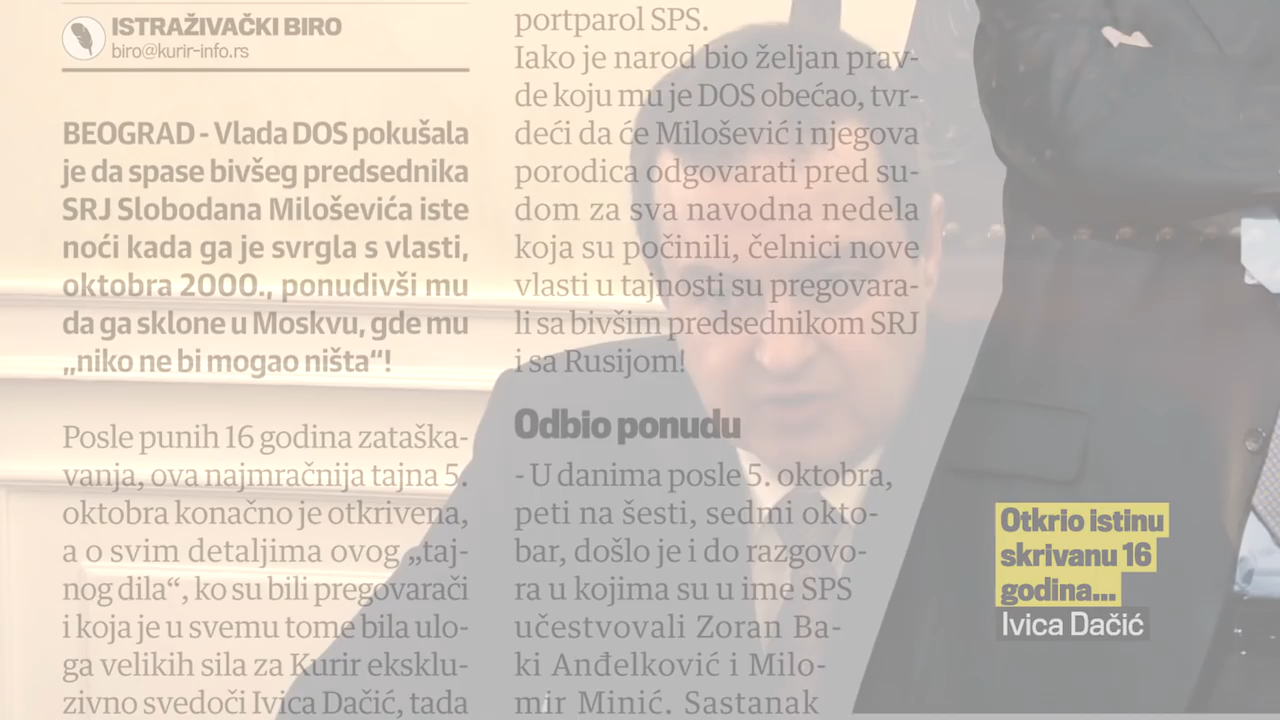 ISTRAŽIVAČKI BIRO
biro@kurir-info.rs
BEOGRAD - Vlada DOS pokušala
je da spase bivšeg predsednika
SRJ Slobodana Miloševića iste
noći kada ga je svrgla s vlasti,
oktobra 2000., ponudivši mu
da ga sklone u Moskvu, gde mu
„niko ne bi mogao ništa“!
Posle punih 16 godina zataška-
vanja, ova najmračnija tajna 5.
oktobra konačno je otkrivena,
a o svim detaljima ovog „taj-
nog dila“, ko su bili pregovarači
i koja je u svemu tome bila ulo-
ga velikih sila za Kurir eksklu-
zivno svedoči Ivica Dačić, tada
portparol SPS.
Iako je narod bio željan prav-
de koju mu je DOS obećao, tvr-
deći da će Milošević i njegova
porodica odgovarati pred su-
dom za sva navodna nedela
koja su počinili, čelnici nove
vlasti u tajnosti su pregovara-
li sa bivšim predsednikom SRJ
i sa Rusijom!
Odbio ponudu
- U danima posle 5. oktobra,
peti na šesti, sedmi okto-
bar, došlo je i do razgovo-
ra u kojima su u ime SPS
učestvovali Zoran Ba-
ki Anđelković i Milo-
mir Minić. Sastanak
Otkrio istinu
skrivanu 16
godina...
Ivica Dačić